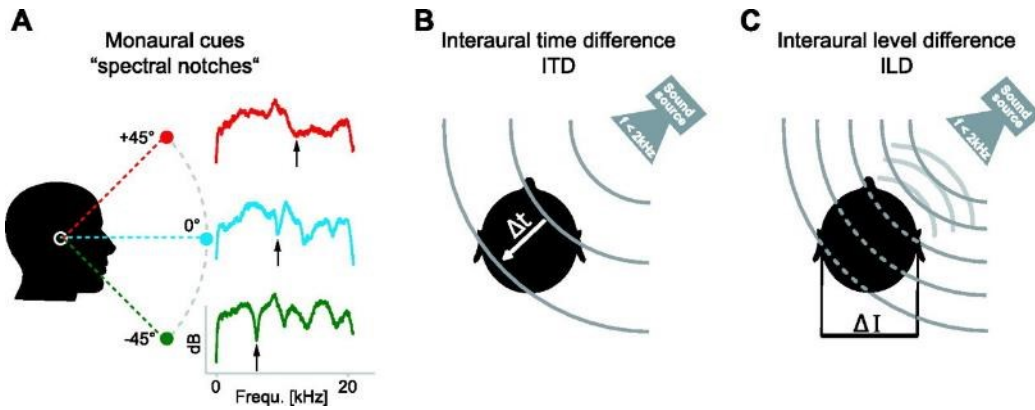 A
Monaural cues
“spectral notches“
+45°
0°
-45°
dB
0
20
Frequ. [kHz]
B
Interaural time difference
ITD
Sound
source
f < 2kHz
Δt
C
Interaural level difference
ILD
Sound
source
f < 2kHz
Δ I